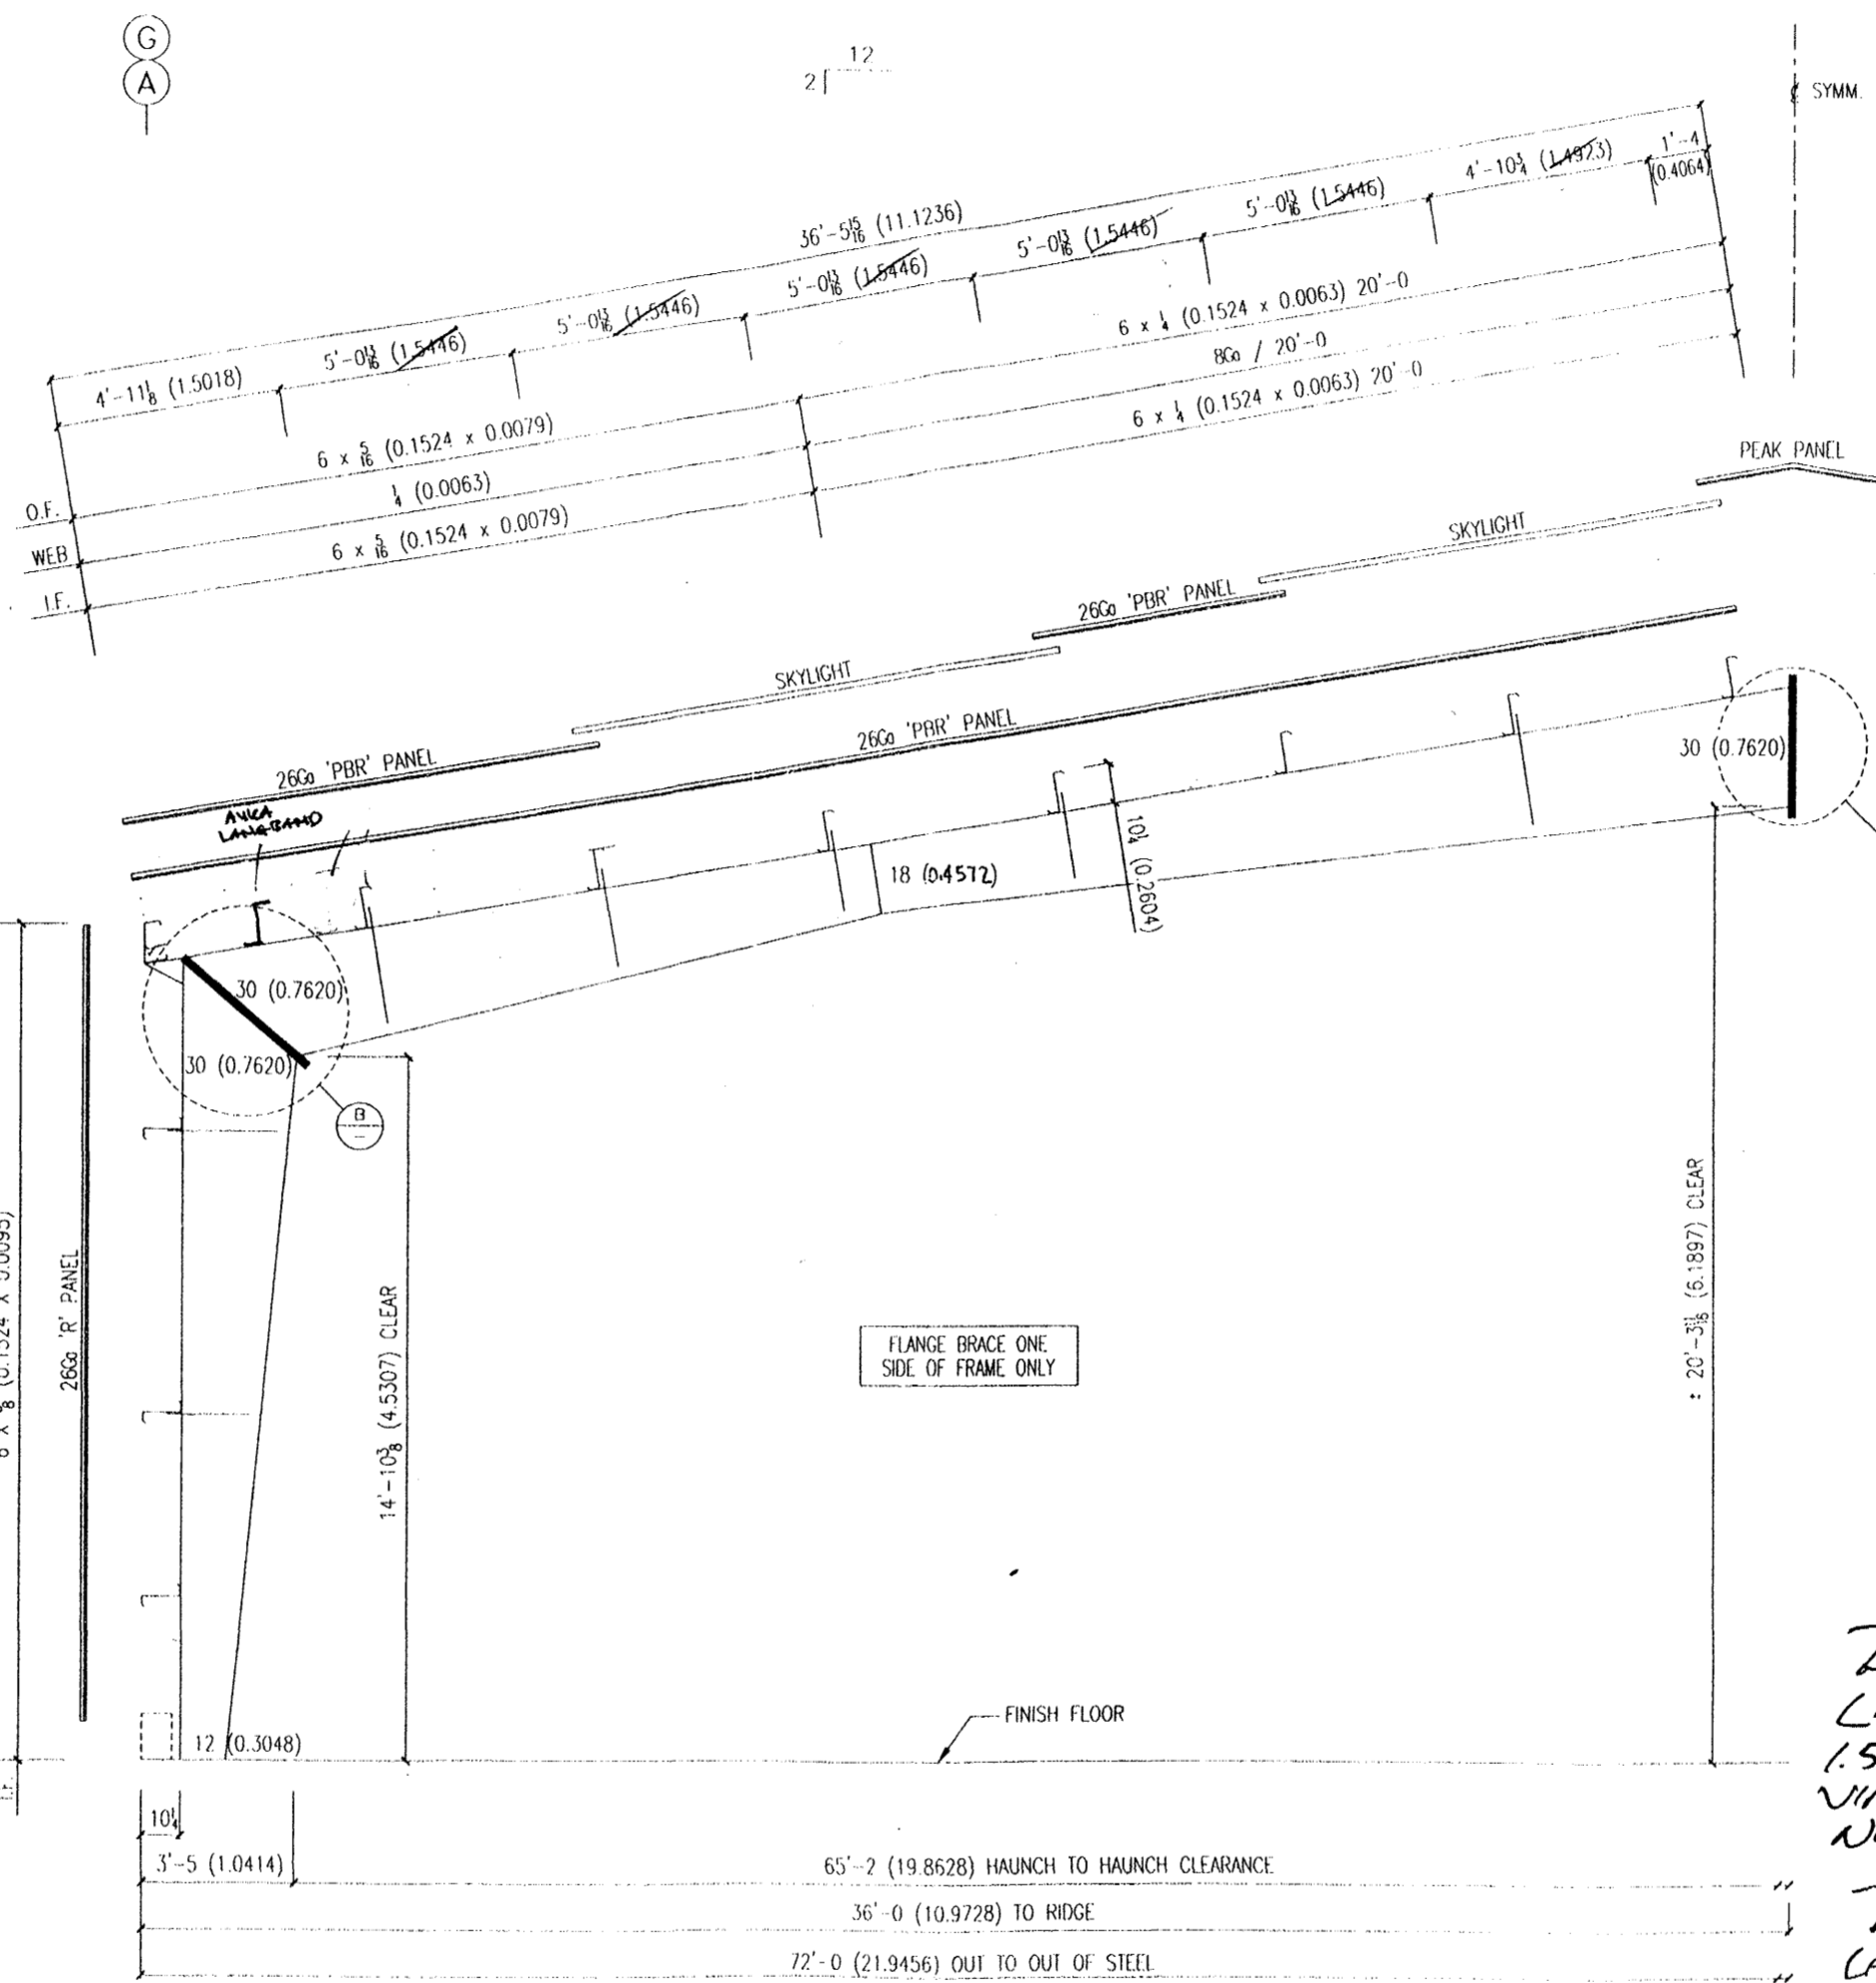 G
A
12
2
SYMM.
36'-5 15/16 (11.1236)
4'-11 1/8 (1.5018)
5'-0 13/16 (1.5446)
5'-0 13/16 (1.5446)
5'-0 13/16 (1.5446)
5'-0 13/16 (1.5446)
5'-0 13/16 (1.5446)
4'-10 3/4 (1.4923)
1'-4
(0.4064)
O.F.
6 x 5/16 (0.1524 x 0.0079)
6 x 1/4 (0.1524 x 0.0063) 20'-0
WEB
1/4 (0.0063)
8Ga / 20'-0
I.F.
6 x 5/16 (0.1524 x 0.0079)
6 x 1/4 (0.1524 x 0.0063) 20'-0
PEAK PANEL
SKYLIGHT
26Ga 'PBR' PANEL
SKYLIGHT
26Ga 'PBR' PANEL
26Ga 'PBR' PANEL
AUKA
LANGBAND
30 (0.7620)
18 (0.4572)
10 1/4 (0.2604)
30 (0.7620)
30 (0.7620)
B
26Ga 'R' PANEL
14'-10 3/8 (4.5307) CLEAR
± 20'-3 11/16 (6.1897) CLEAR
FLANGE BRACE ONE
SIDE OF FRAME ONLY
FINISH FLOOR
12 (0.3048)
10 1/4
3'-5 (1.0414)
65'-2 (19.8628) HAUNCH TO HAUNCH CLEARANCE
36'-0 (10.9728) TO RIDGE
72'-0 (21.9456) OUT TO OUT OF STEEL